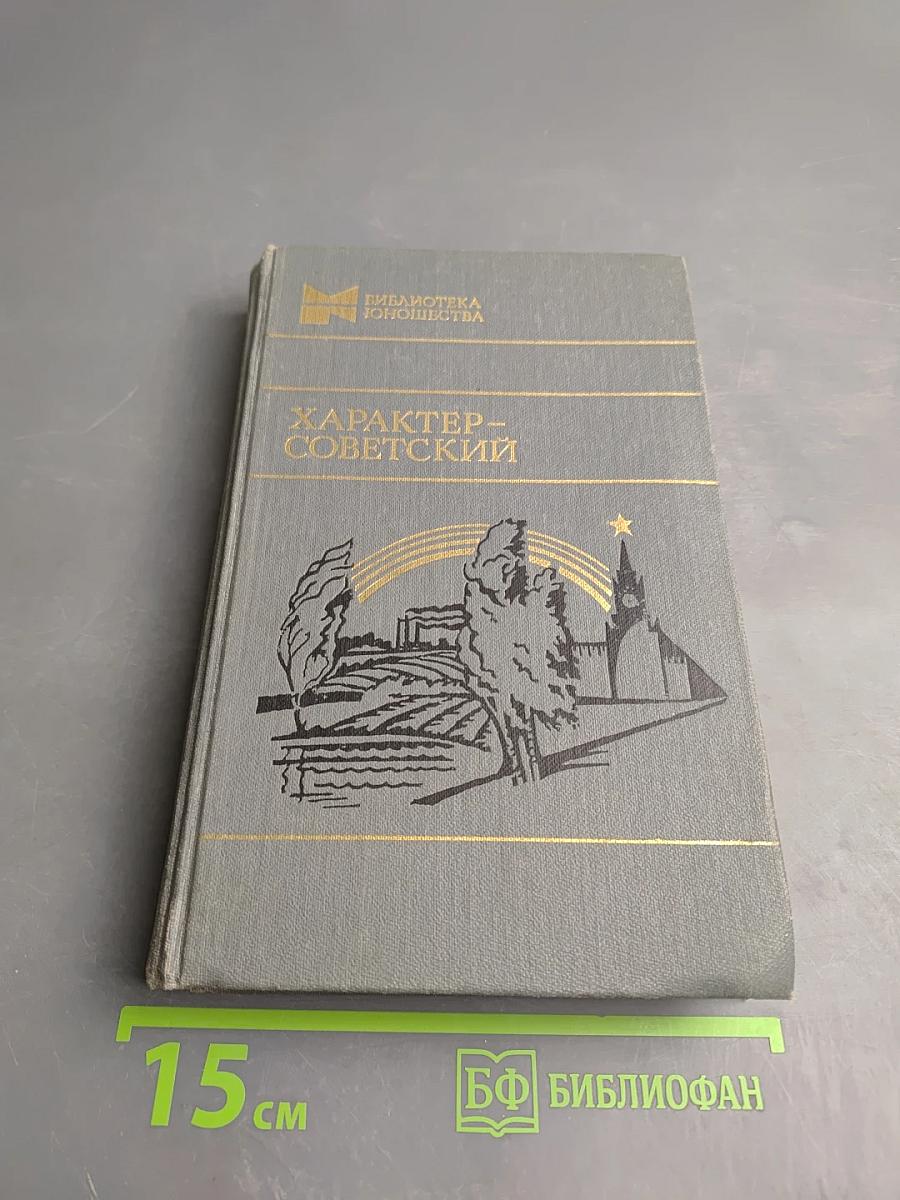 БИБЛИОТЕКА
ЮНОШЕСТВА
ХАРАКТЕР–
СОВЕТСКИЙ
15 см
БФ БИБЛИОФАН